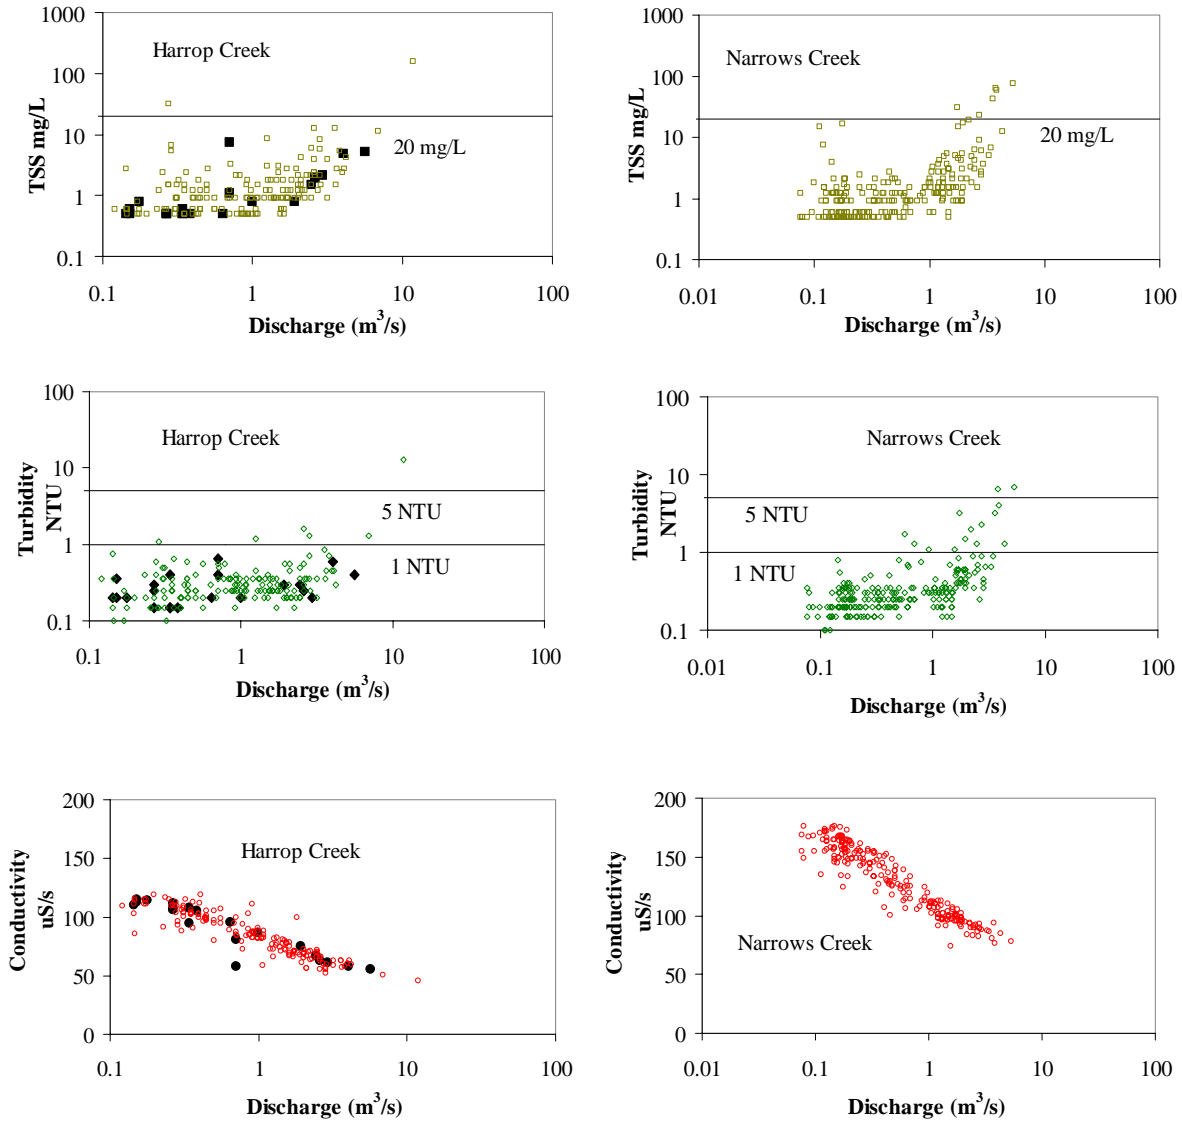 1000
100
10
1
0.1
TSS mg/L
Harrop Creek
20 mg/L
0.1 1 10 100
Discharge (m³/s)
1000
100
10
1
0.1
TSS mg/L
Narrows Creek
20 mg/L
0.01 0.1 1 10 100
Discharge (m³/s)
100
10
1
0.1
Turbidity
NTU
Harrop Creek
5 NTU
1 NTU
0.1 1 10 100
Discharge (m³/s)
100
10
1
0.1
Turbidity
NTU
Narrows Creek
5 NTU
1 NTU
0.01 0.1 1 10 100
Discharge (m³/s)
200
150
100
50
0
Conductivity
uS/s
Harrop Creek
0.1 1 10 100
Discharge (m³/s)
200
150
100
50
0
Conductivity
uS/s
Narrows Creek
0.01 0.1 1 10 100
Discharge (m³/s)